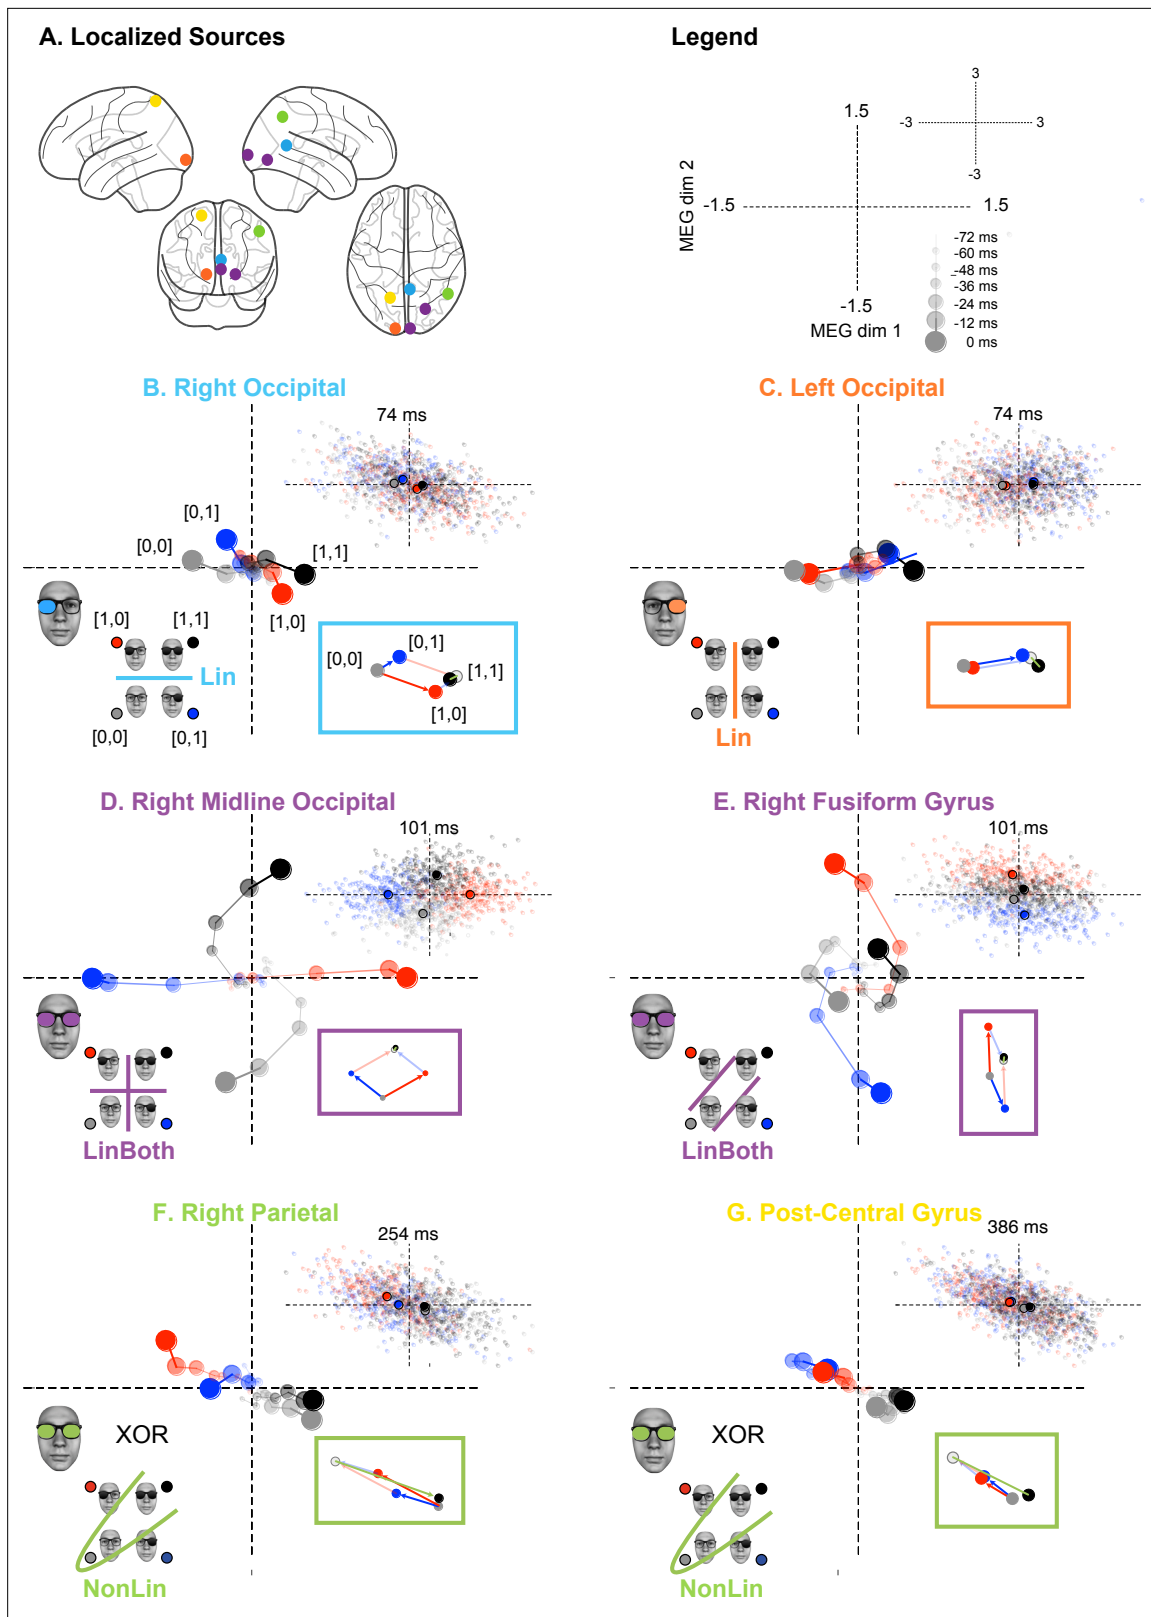 A. Localized Sources
Legend
3
-3
3
-3
1.5
-1.5
1.5
-1.5
MEG dim 2
MEG dim 1
-72 ms
-60 ms
-48 ms
-36 ms
-24 ms
-12 ms
0 ms
B. Right Occipital
74 ms
[0,1]
[0,0]
[1,1]
[1,0]
[1,0]
[1,1]
Lin
[0,0]
[0,1]
[0,1]
[0,0]
[1,1]
[1,0]
C. Left Occipital
74 ms
Lin
D. Right Midline Occipital
101 ms
LinBoth
E. Right Fusiform Gyrus
101 ms
LinBoth
F. Right Parietal
254 ms
XOR
NonLin
G. Post-Central Gyrus
386 ms
XOR
NonLin